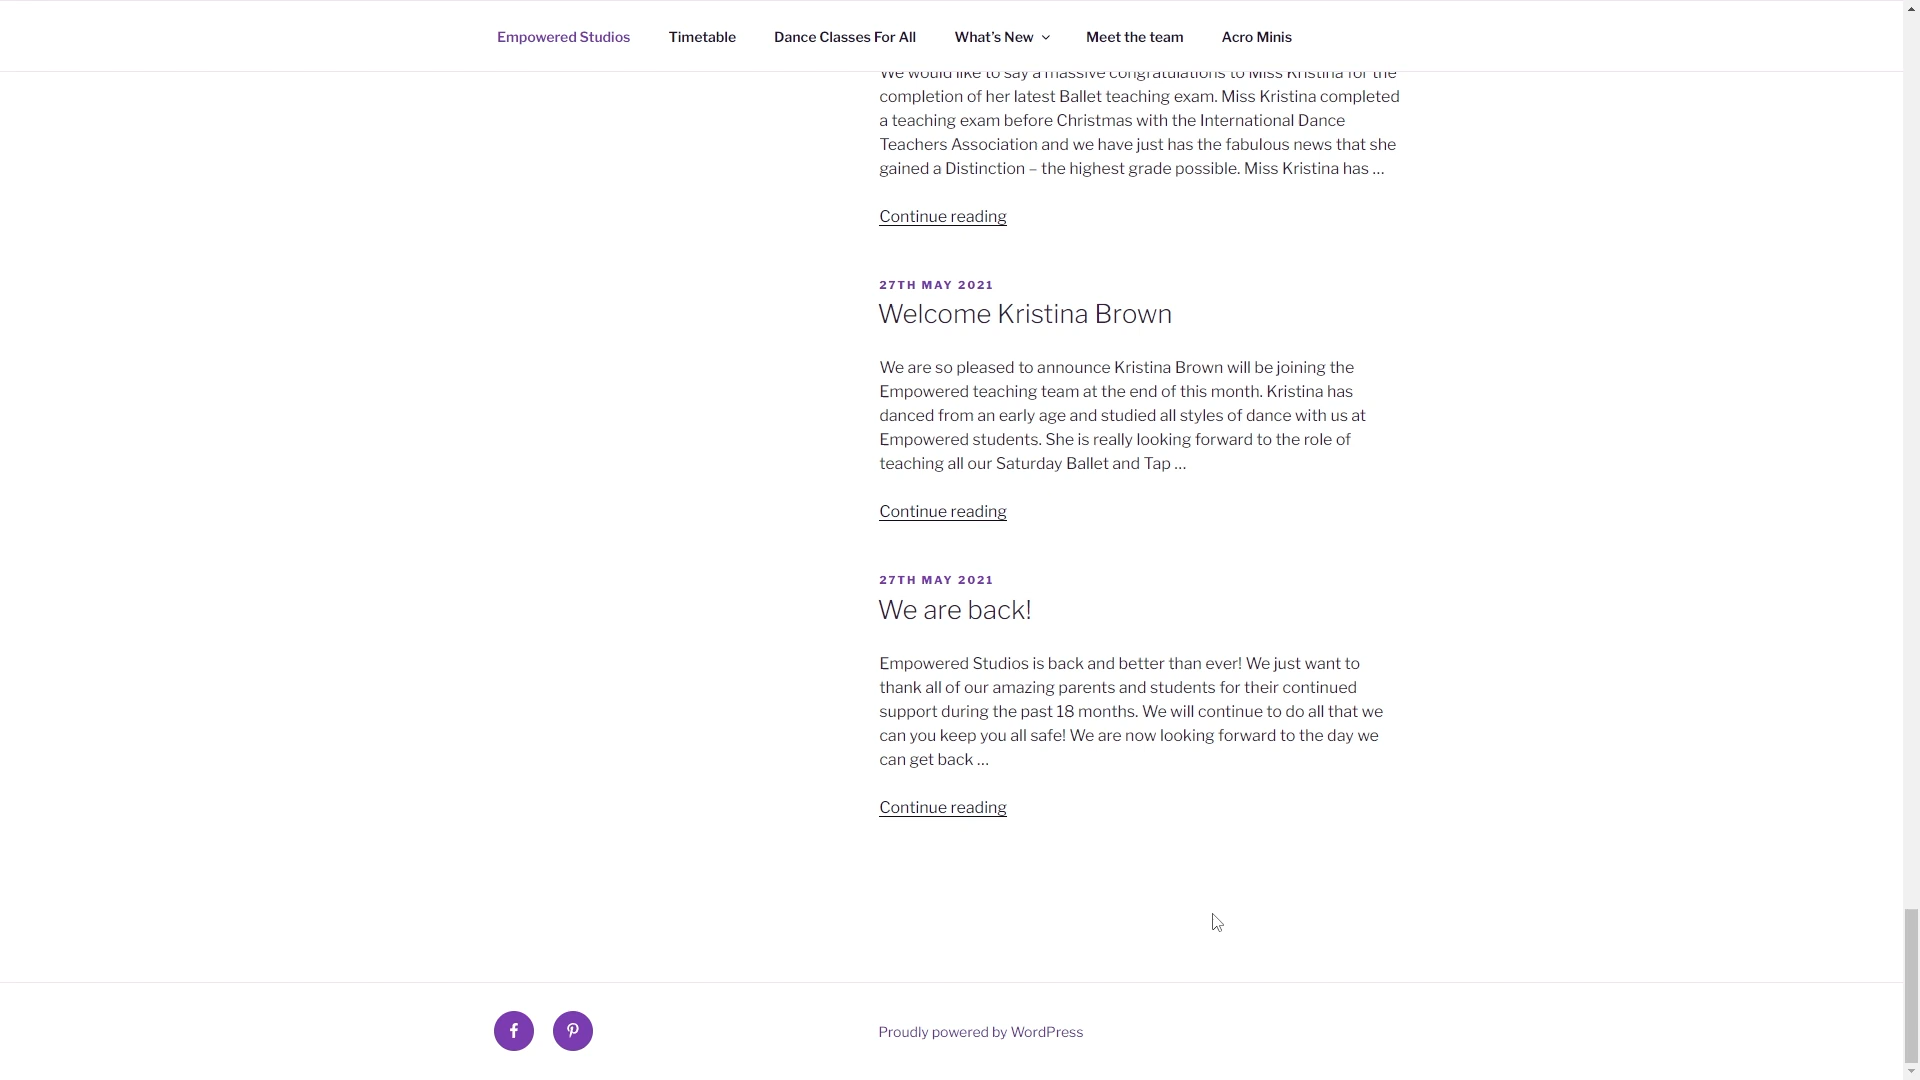 Empowered Studios Timetable Dance Classes For All What's New Meet the team Acro Minis
We would like to say a massive congratulations to Miss Kristina for the
completion of her latest Ballet teaching exam. Miss Kristina completed
a teaching exam before Christmas with the International Dance
Teachers Association and we have just has the fabulous news that she
gained a Distinction – the highest grade possible. Miss Kristina has …
Continue reading
27TH MAY 2021
Welcome Kristina Brown
We are so pleased to announce Kristina Brown will be joining the
Empowered teaching team at the end of this month. Kristina has
danced from an early age and studied all styles of dance with us at
Empowered students. She is really looking forward to the role of
teaching all our Saturday Ballet and Tap …
Continue reading
27TH MAY 2021
We are back!
Empowered Studios is back and better than ever! We just want to
thank all of our amazing parents and students for their continued
support during the past 18 months. We will continue to do all that we
can you keep you all safe! We are now looking forward to the day we
can get back …
Continue reading
Proudly powered by WordPress